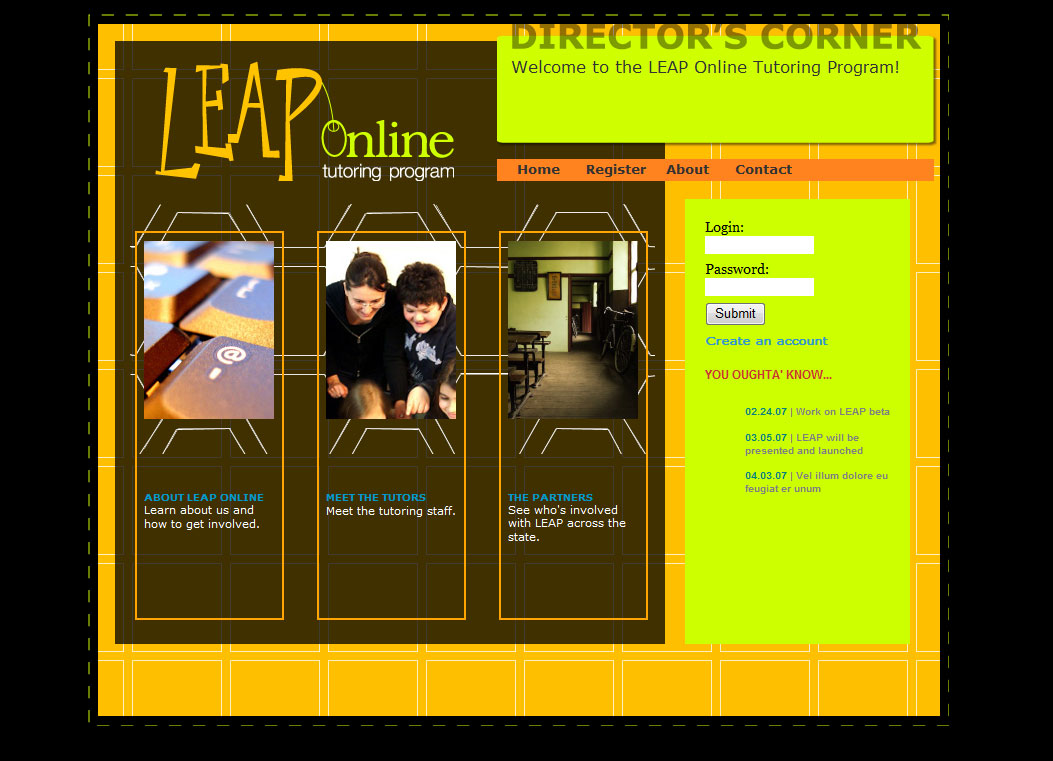 DIRECTOR'S CORNER
Welcome to the LEAP Online Tutoring Program!
LEAP Online
tutoring program
Home Register About Contact
Login:
Password:
Submit
Create an account
YOU OUGHTA' KNOW...
02.24.07 | Work on LEAP beta
03.05.07 | LEAP will be
presented and launched
04.03.07 | Vel illum dolore eu
feugiat er unum
@
ABOUT LEAP ONLINE
Learn about us and
how to get involved.
MEET THE TUTORS
Meet the tutoring staff.
THE PARTNERS
See who's involved
with LEAP across the
state.